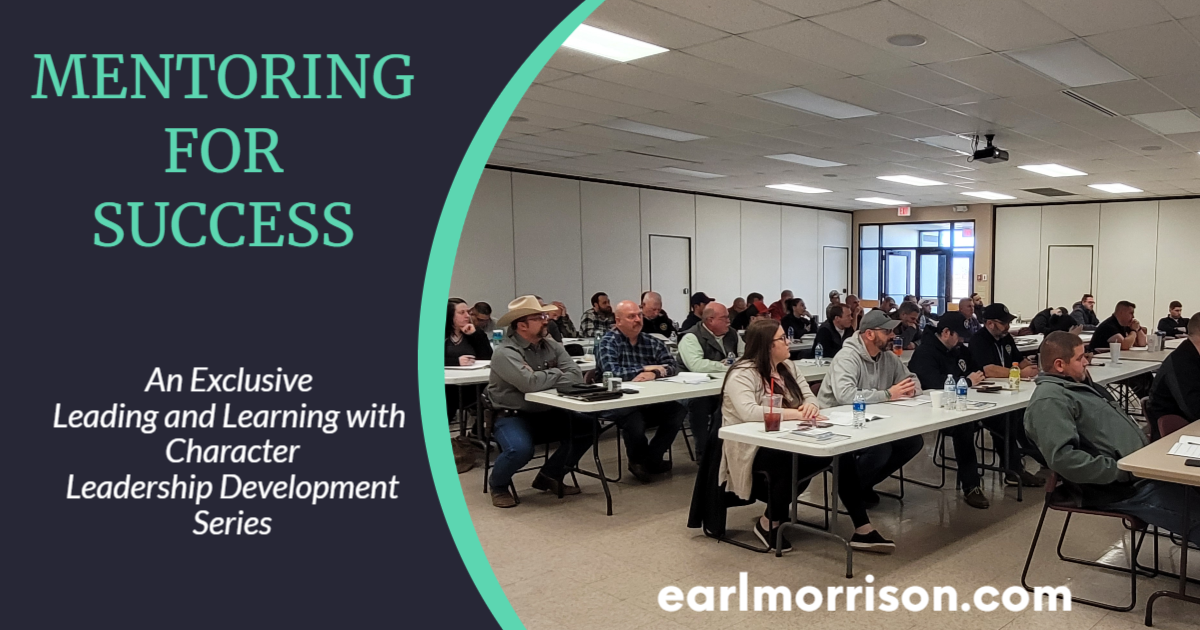 MENTORING
FOR
SUCCESS
An Exclusive
Leading and Learning with
Character
Leadership Development
Series
earlmorrison.com